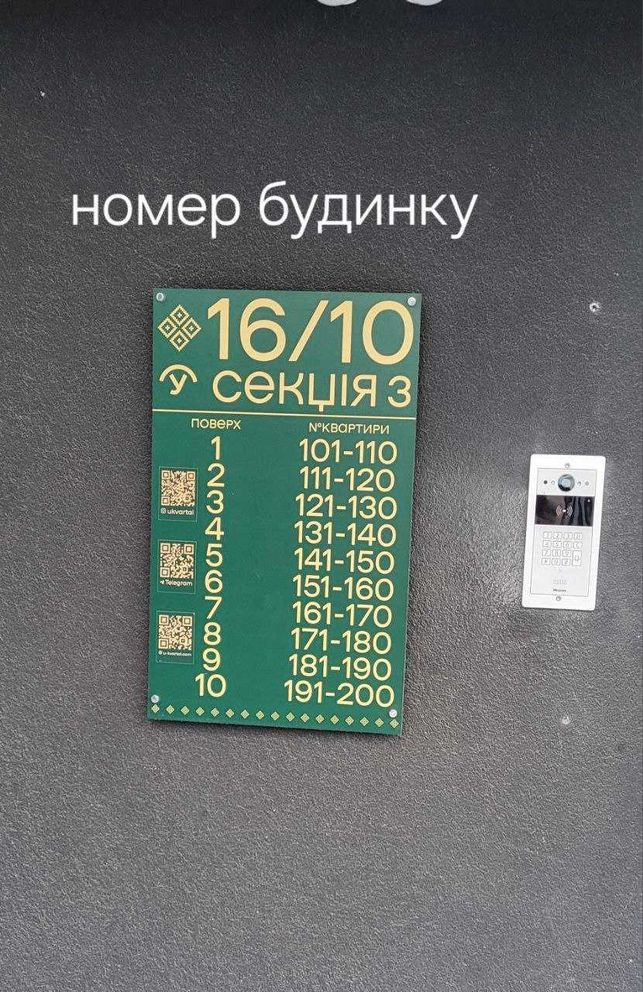 номер будинку
16/10
У секція 3
поверх №квартири
1 101-110
2 111-120
3 121-130
4 131-140
5 141-150
6 151-160
7 161-170
8 171-180
9 181-190
10 191-200
ukvartal
Telegram
u-kvartal.com